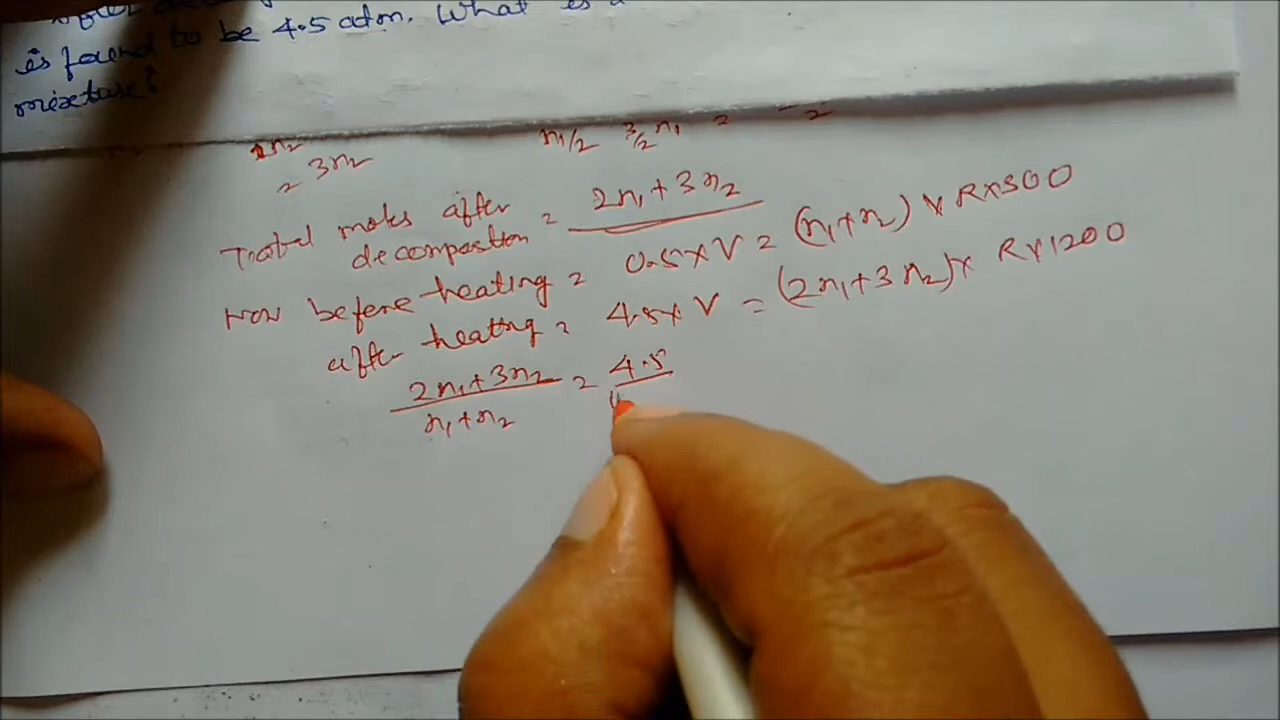 is found to be 4.5 atm. What is
mixture?
= 3n2
n1/2 3/2 n1 =
Toatal moles after decomposition = 2n1 + 3n2
Now before heating = 0.5 x V = (n1+n2) x R x 300
after heating = 4.5 x V = (2n1+3n2) x R x 1200
2n1+3n2 / n1+n2 = 4.5 /